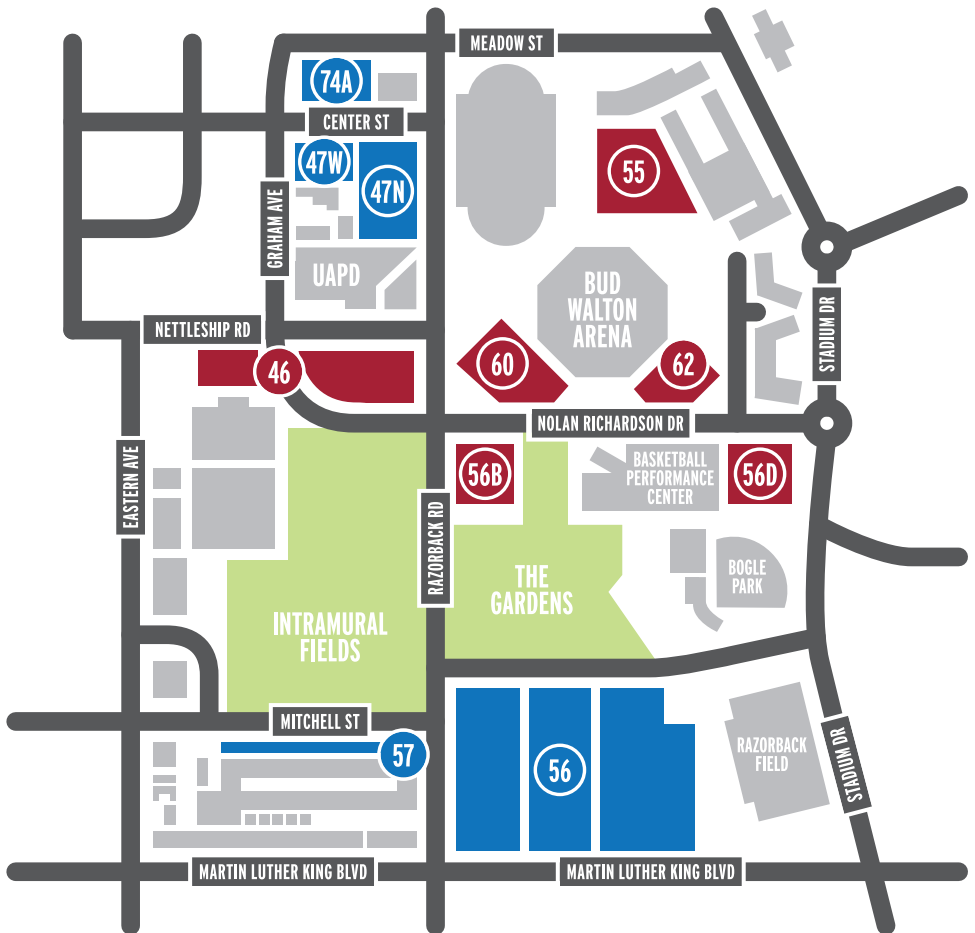 MEADOW ST
74A
CENTER ST
47W
47N
55
GRAHAM AVE
UAPD
BUD
WALTON
ARENA
NETTLESHIP RD
STADIUM DR
46
60
62
NOLAN RICHARDSON DR
EASTERN AVE
RAZORBACK RD
56B
BASKETBALL
PERFORMANCE
CENTER
56D
THE
GARDENS
BOGLE
PARK
INTRAMURAL
FIELDS
MITCHELL ST
57
56
RAZORBACK
FIELD
STADIUM DR
MARTIN LUTHER KING BLVD
MARTIN LUTHER KING BLVD